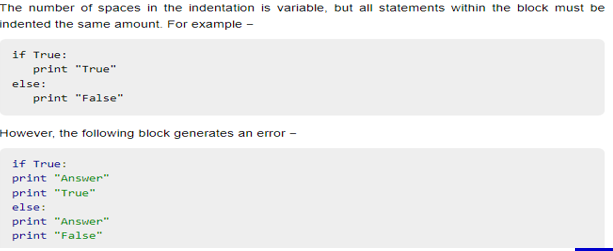 The number of spaces in the indentation is variable, but all statements within the block must be
indented the same amount. For example –
if True:
   print "True"
else:
   print "False"
However, the following block generates an error –
if True:
print "Answer"
print "True"
else:
print "Answer"
print "False"